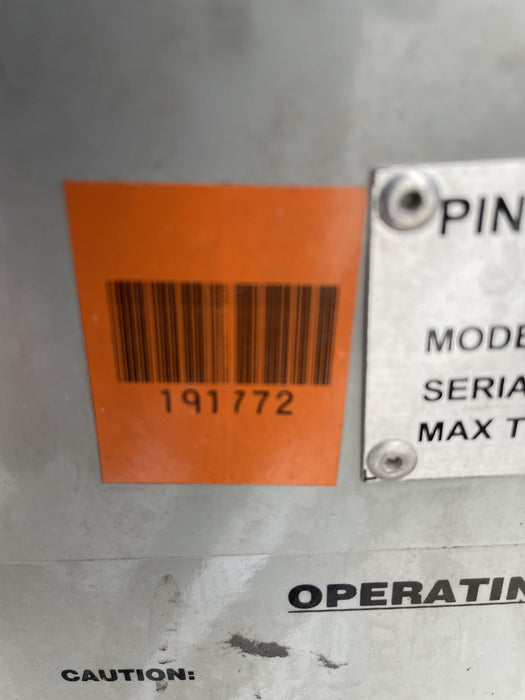 191772
PIN
MODE
SERIA
MAX T
OPERATIN
CAUTION: